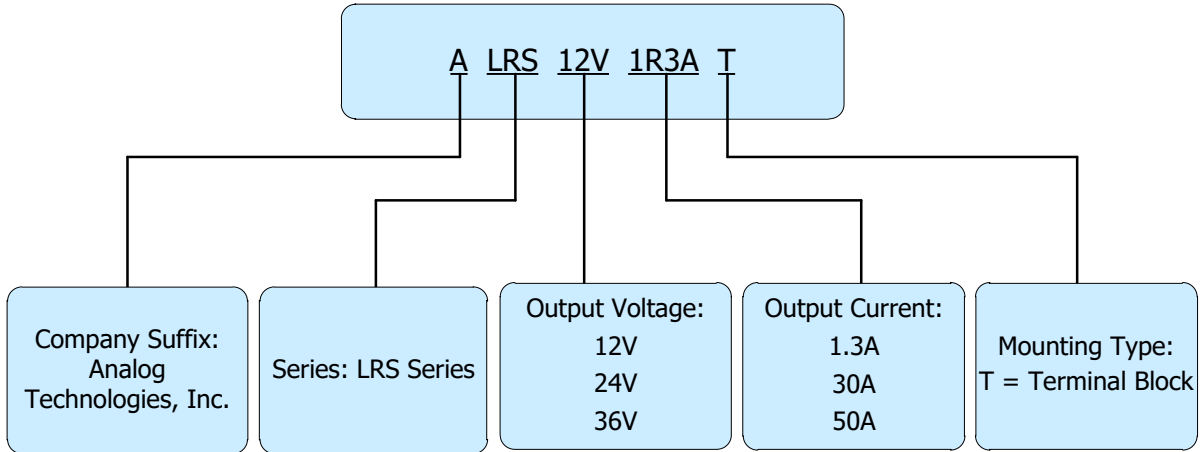 A LRS 12V 1R3A T
Company Suffix:
Analog
Technologies, Inc.
Series: LRS Series
Output Voltage:
12V
24V
36V
Output Current:
1.3A
30A
50A
Mounting Type:
T = Terminal Block